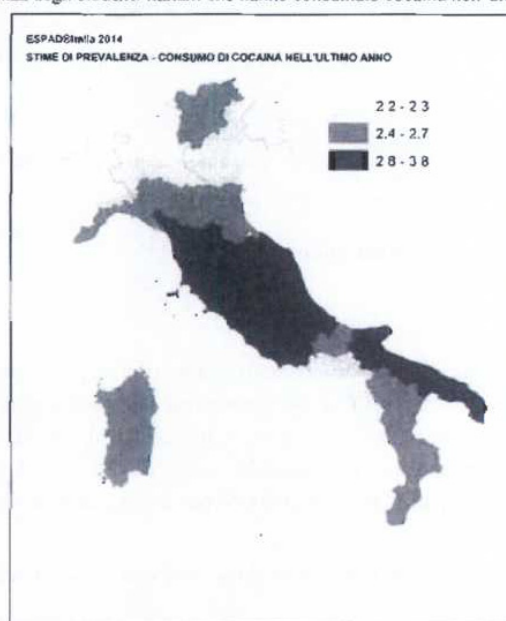 ESPAD®Italia 2014
STIME DI PREVALENZA - CONSUMO DI COCAINA NELL'ULTIMO ANNO
2 2 - 2 3
2.4 - 2.7
2 8 - 3 8